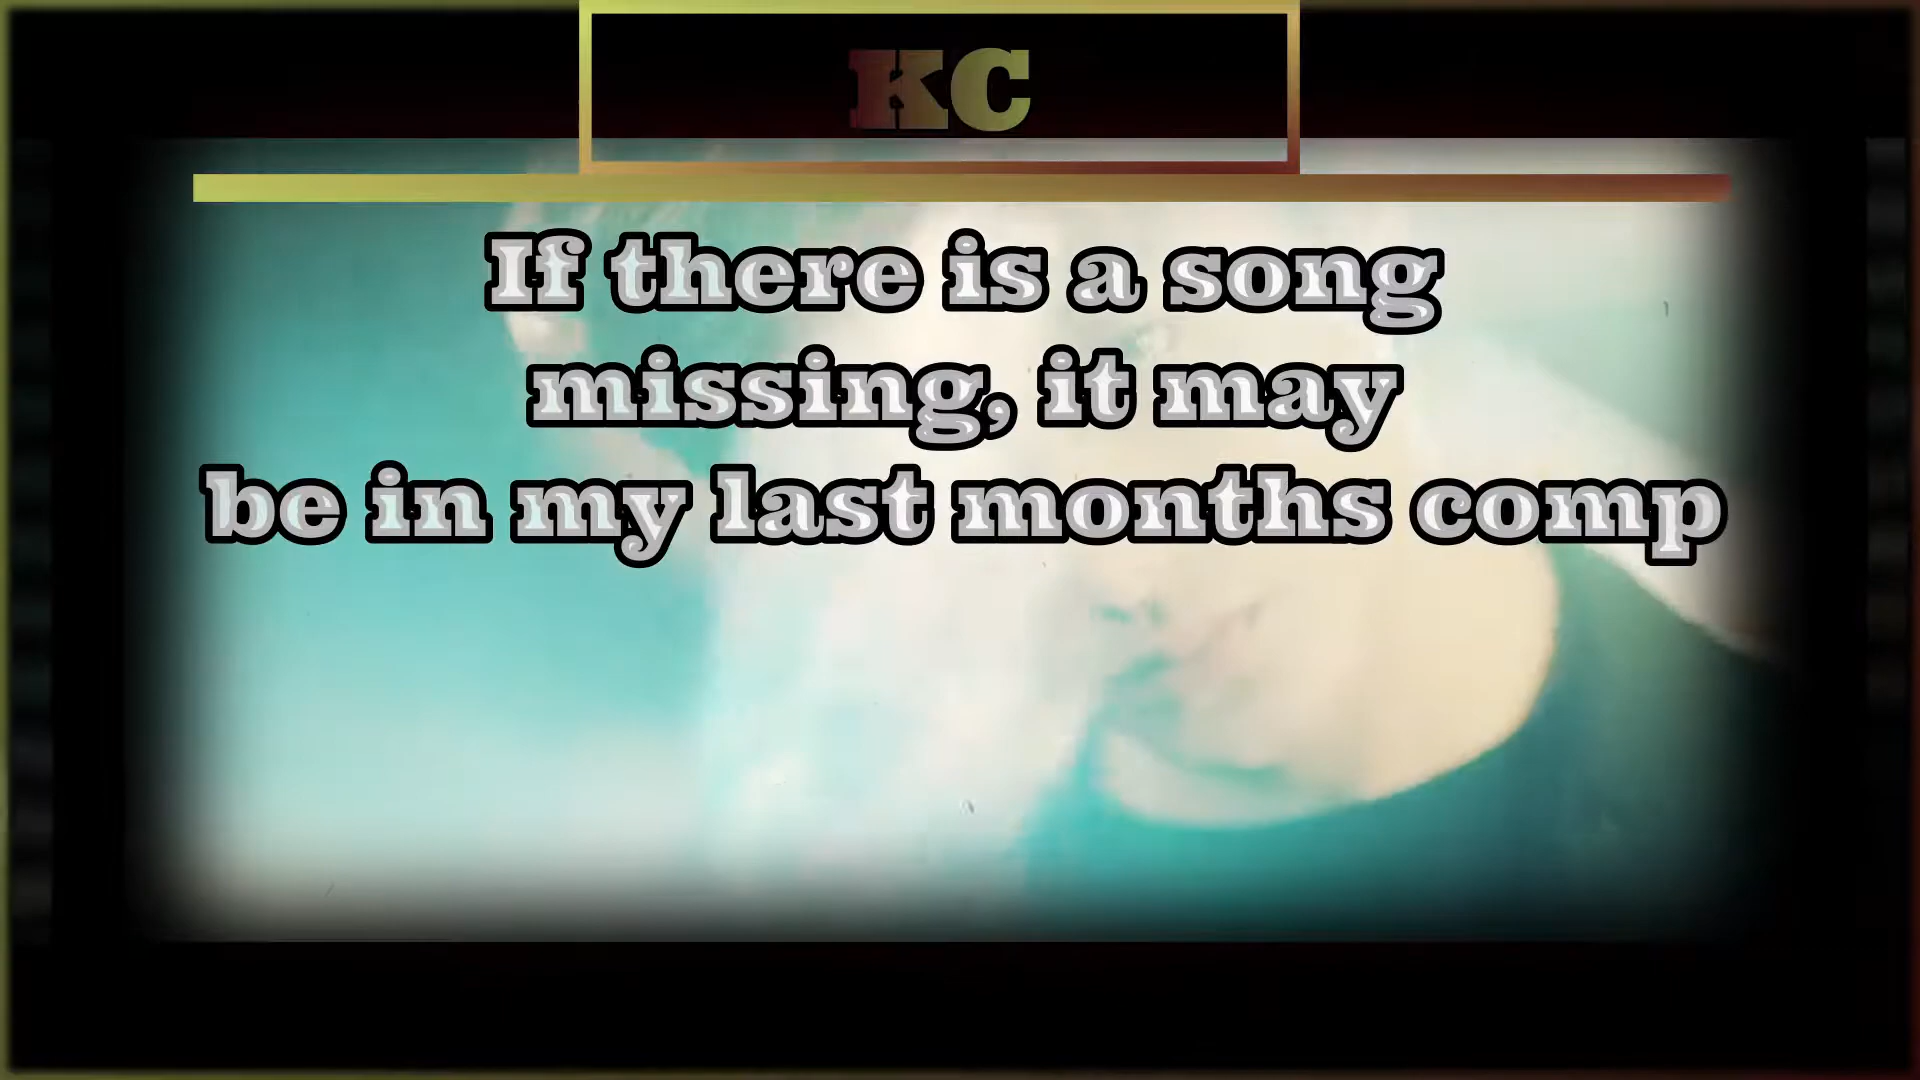 KC
If there is a song
missing, it may
be in my last months comp